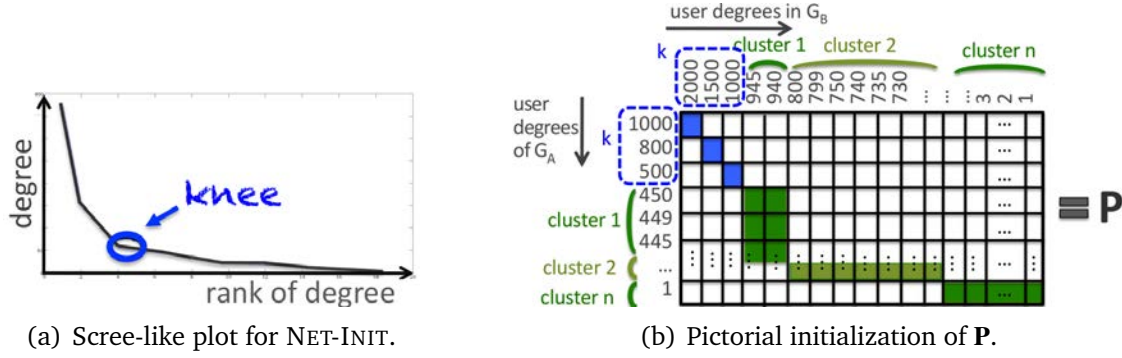 degree
knee
rank of degree
(a) Scree-like plot for NET-INIT.
user degrees in G_B
cluster 1
cluster 2
cluster n
k
2000 1500 1000 945 940 800 799 750 740 735 730 ... ... ... 3 2 1
user
degrees
of G_A
k
1000 ...
800 ...
500 ...
cluster 1
450
449 ...
445 ...
cluster 2 ...
cluster n 1 ...
= P
(b) Pictorial initialization of P.